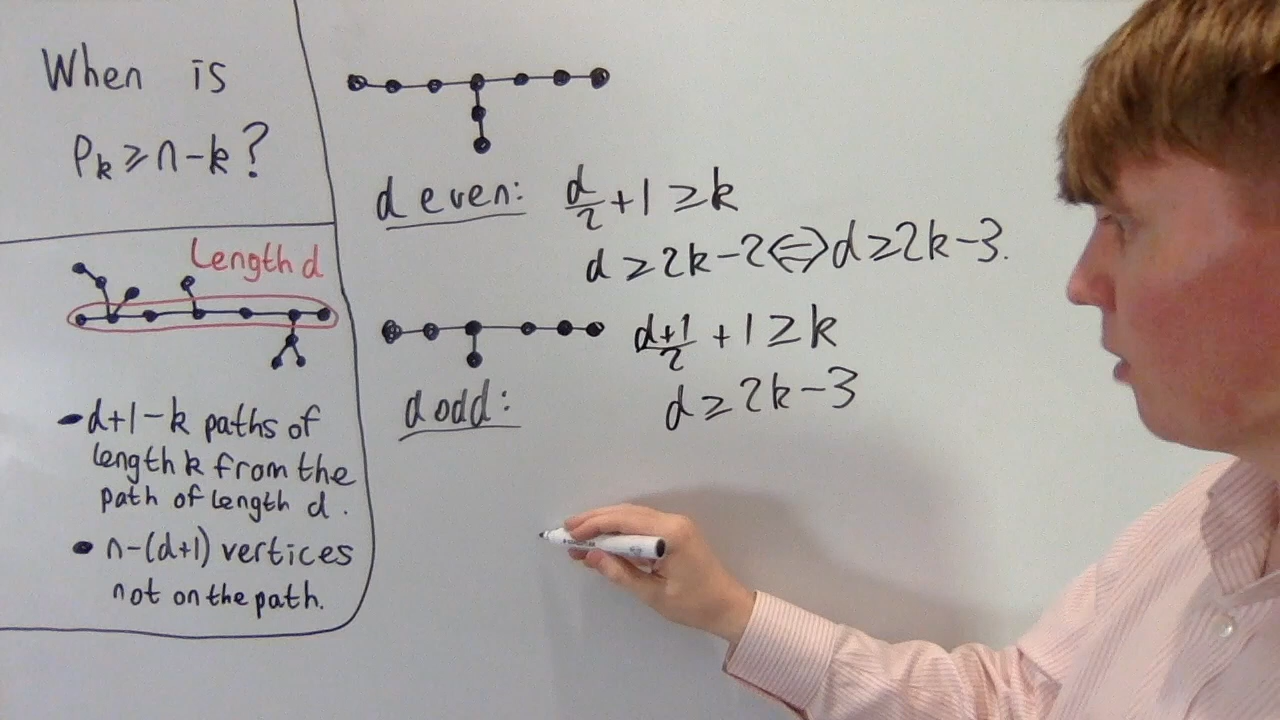 When is
Pk ≥ n-k?
Length d
- d+1-k paths of
length k from the
path of length d.
• n-(d+1) vertices
not on the path.
d even: d/2 + 1 ≥ k
d ≥ 2k-2 ⇔ d ≥ 2k-3.
d+1/2 + 1 ≥ k
d odd: d ≥ 2k-3